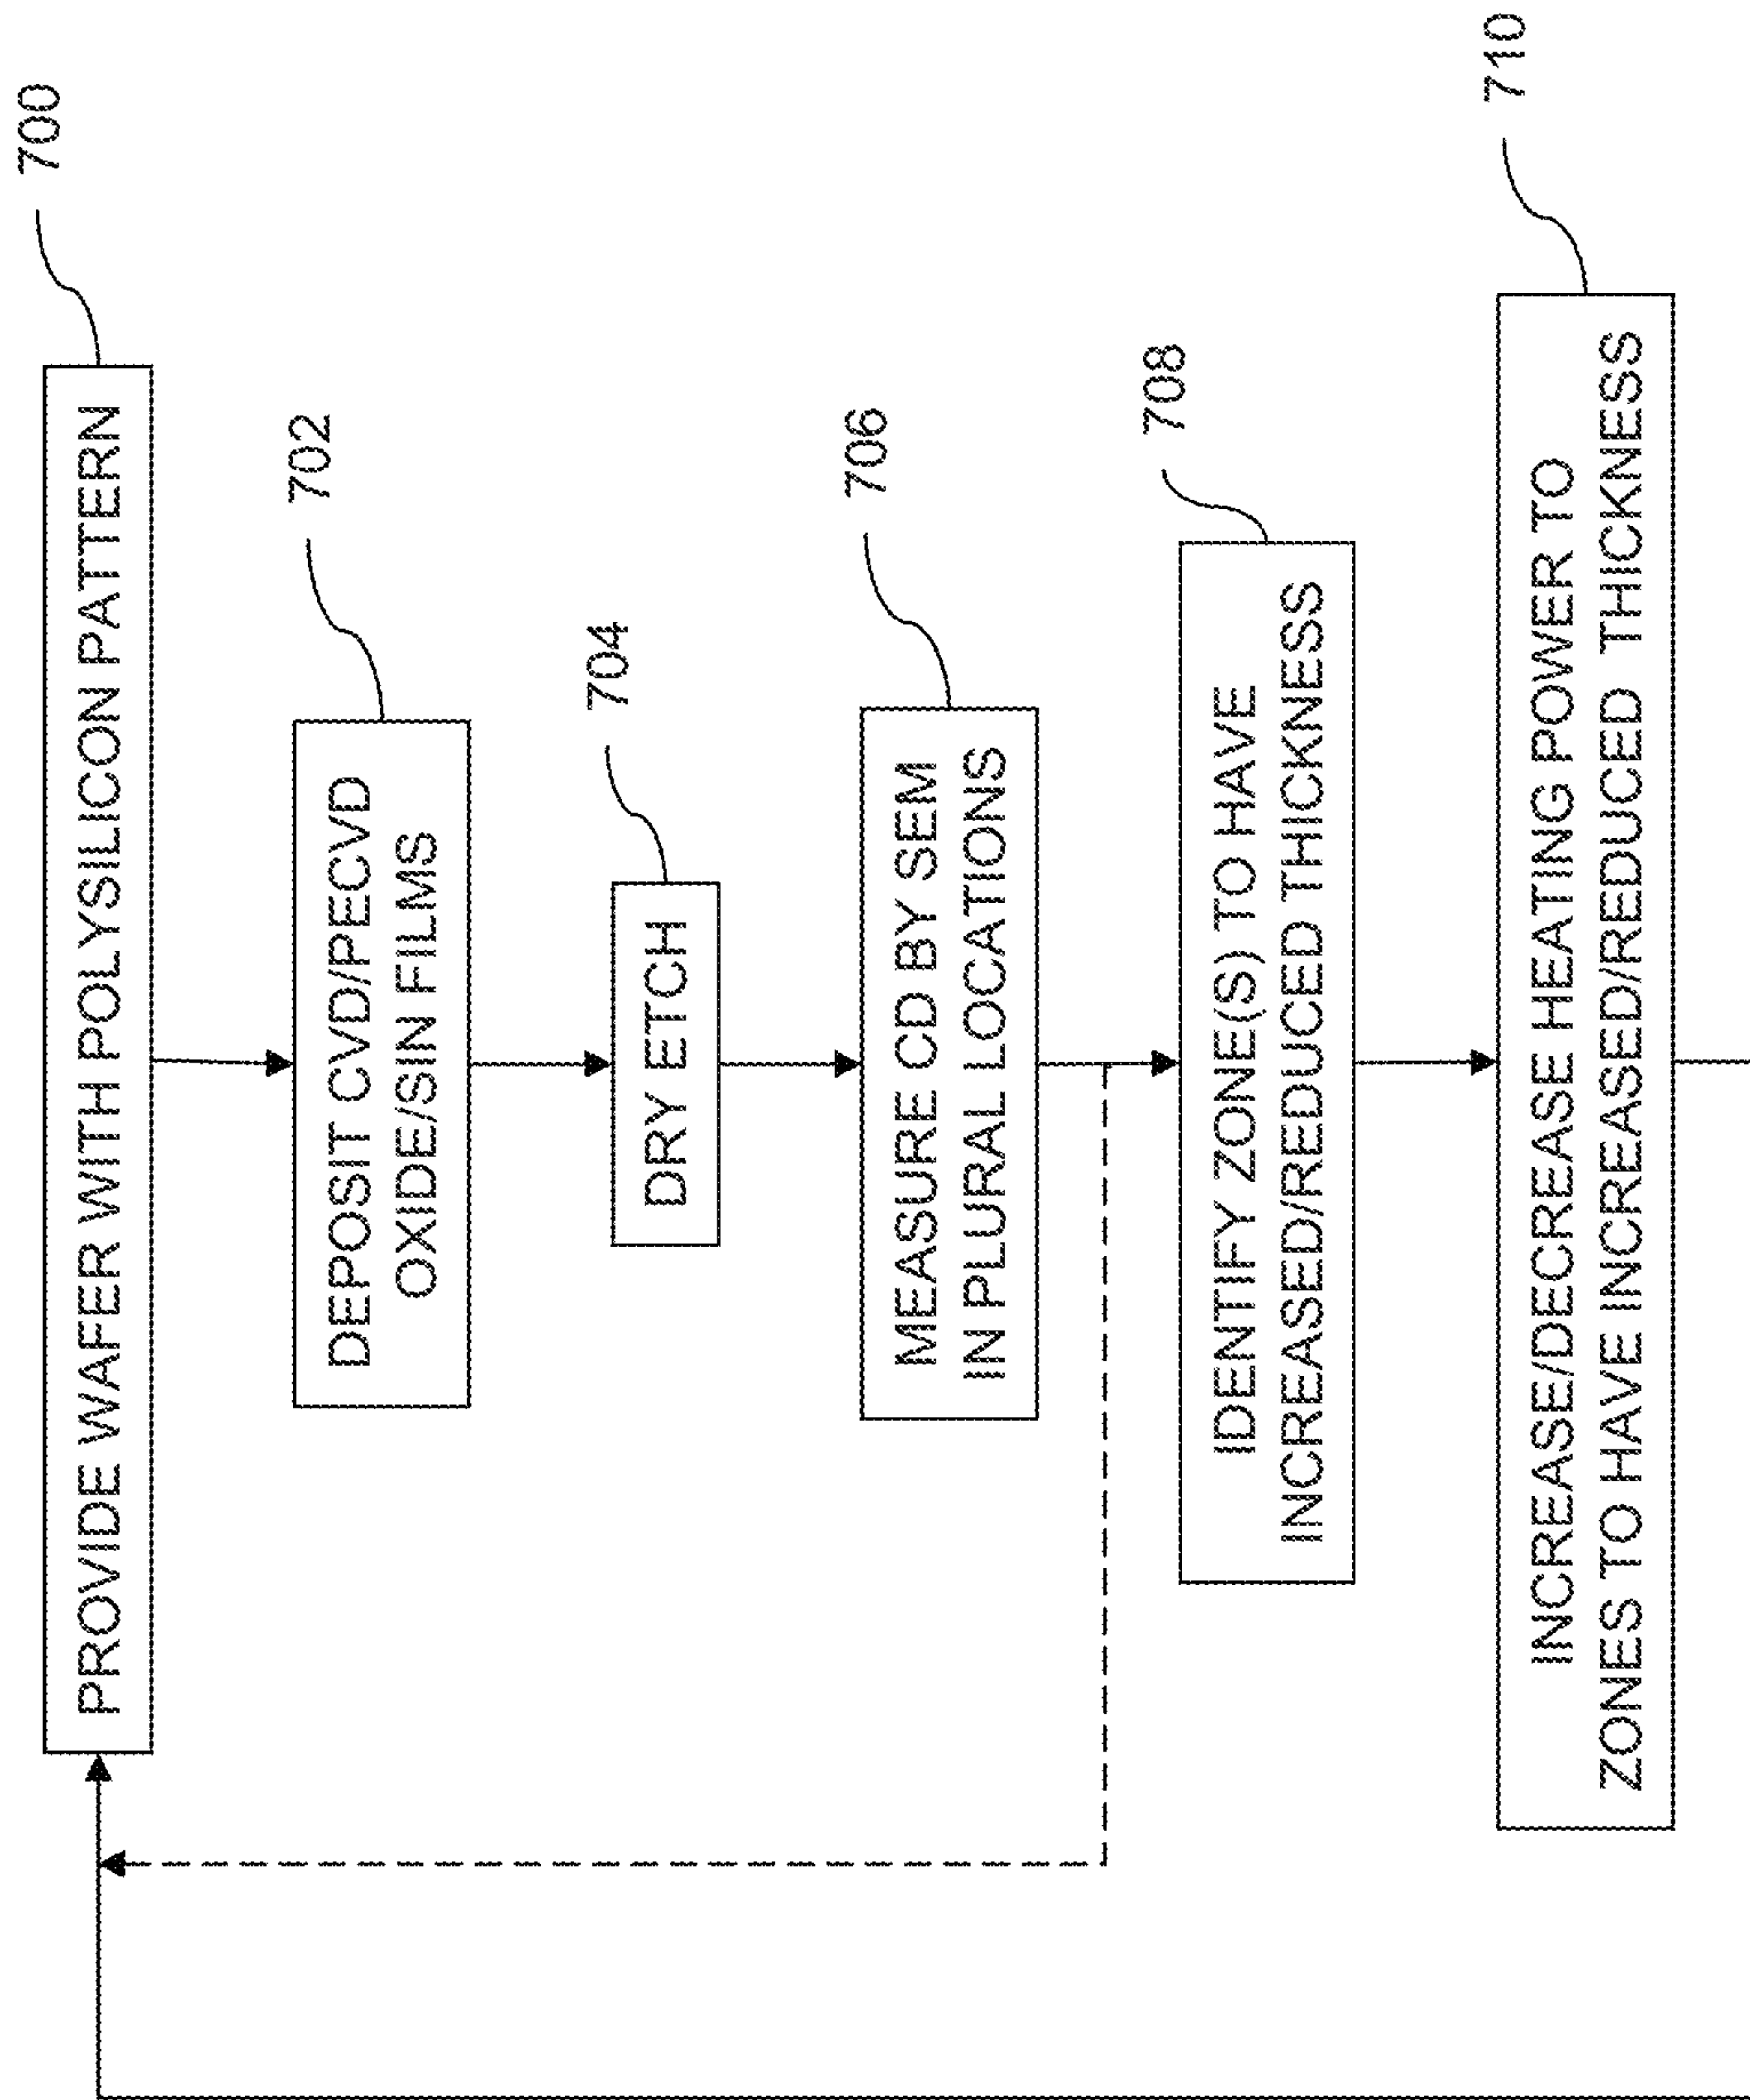 PROVIDE WAFER WITH POLYSILICON PATTERN
700
DEPOSIT CVD/PECVD
OXIDE/SIN FILMS
702
DRY ETCH
704
MEASURE CD BY SEM
IN PLURAL LOCATIONS
706
IDENTIFY ZONE(S) TO HAVE
INCREASED/REDUCED THICKNESS
708
INCREASE/DECREASE HEATING POWER TO
ZONES TO HAVE INCREASED/REDUCED THICKNESS
710